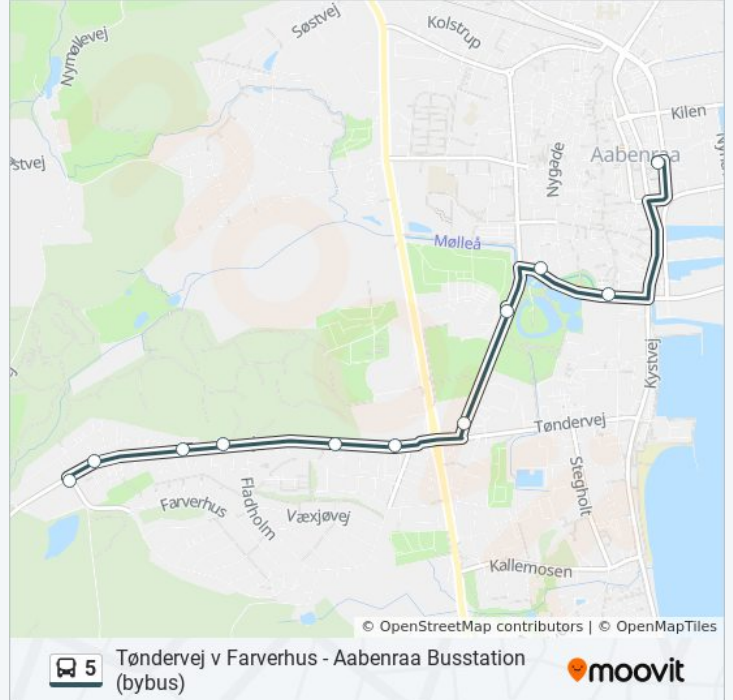 Søstvej
Kolstrup
Nymøllevej
Kilen
Aabenraa
stvej
Nygade
Mølleå
Kystvej
Tøndervej
Stegholt
Farverhus
Fladholm
Væxjøvej
Kallemosen
© OpenStreetMap contributors | © OpenMapTiles
5
Tøndervej v Farverhus - Aabenraa Busstation
(bybus)
moovit